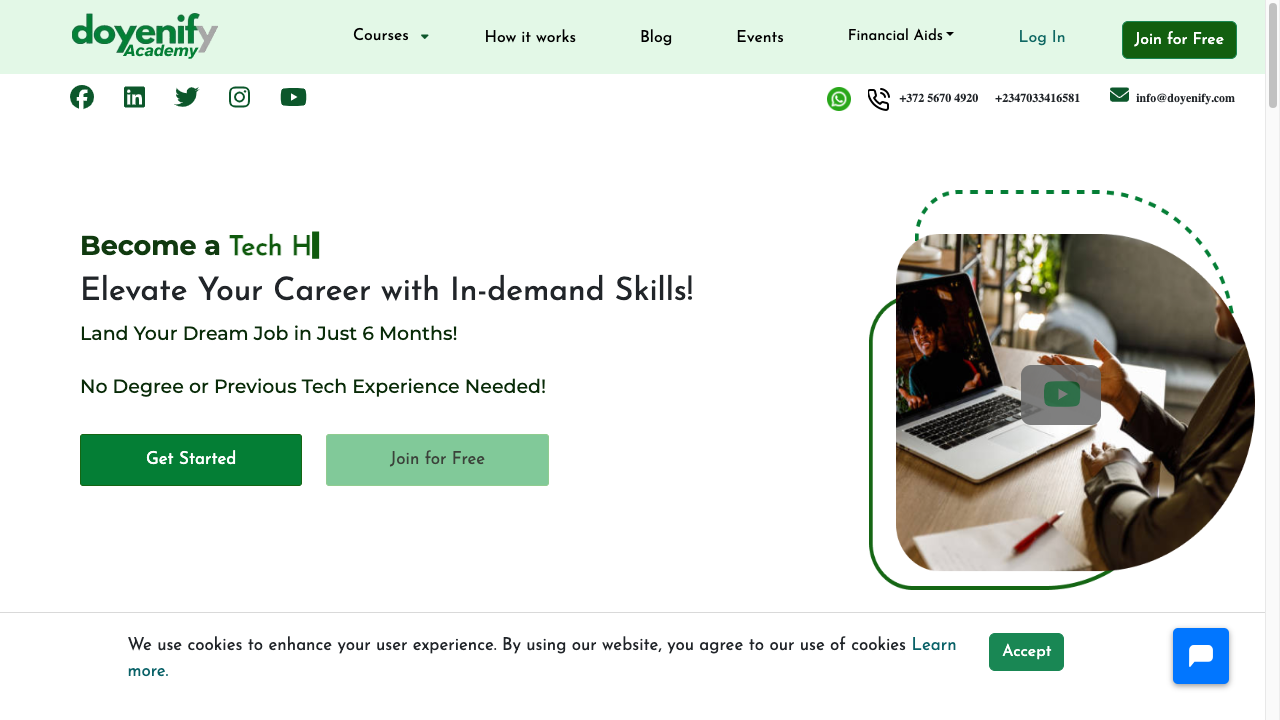 doyenify
Academy
Courses
How it works
Blog
Events
Financial Aids
Log In
Join for Free
+372 5670 4920
+2347033416581
info@doyenify.com
Become a Tech H
Elevate Your Career with In-demand Skills!
Land Your Dream Job in Just 6 Months!
No Degree or Previous Tech Experience Needed!
Get Started
Join for Free
We use cookies to enhance your user experience. By using our website, you agree to our use of cookies Learn
more.
Accept